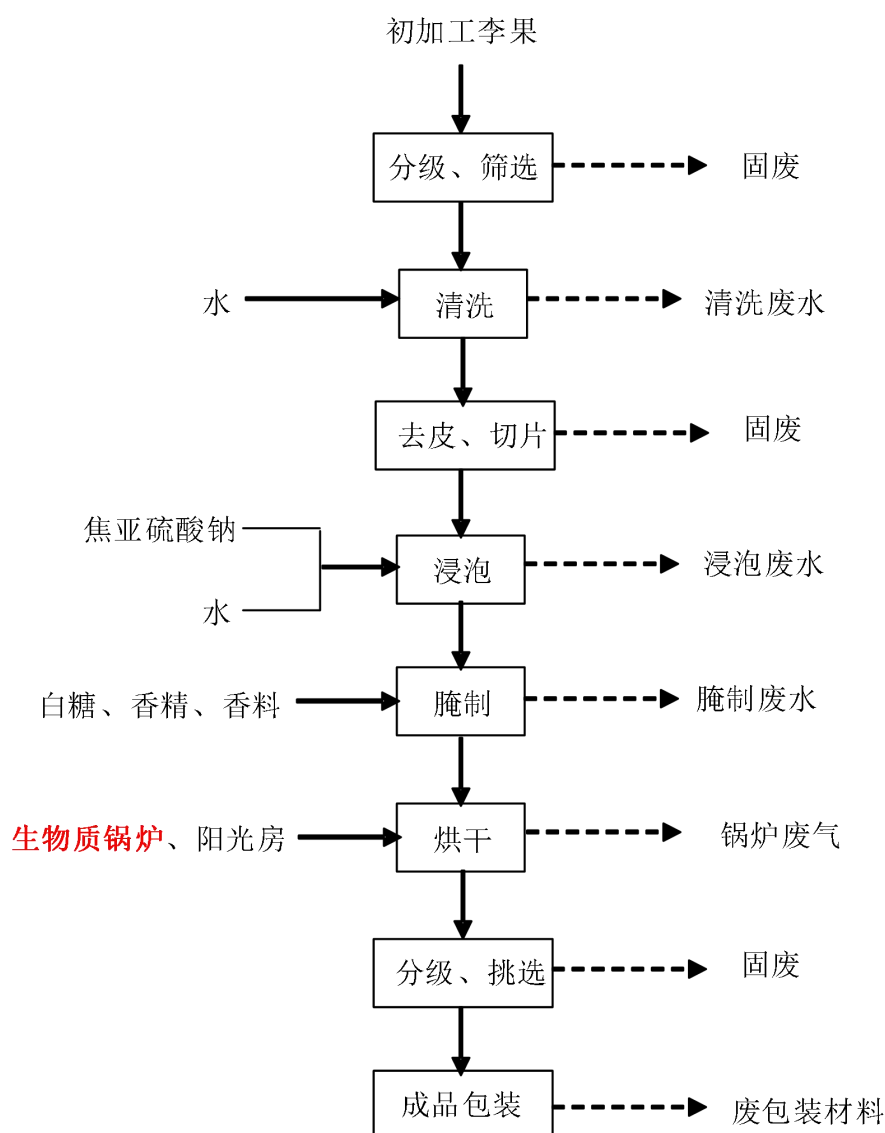 初加工李果
分级、筛选
固废
水
清洗
清洗废水
去皮、切片
固废
焦亚硫酸钠
水
浸泡
浸泡废水
白糖、香精、香料
腌制
腌制废水
生物质锅炉、阳光房
烘干
锅炉废气
分级、挑选
固废
成品包装
废包装材料